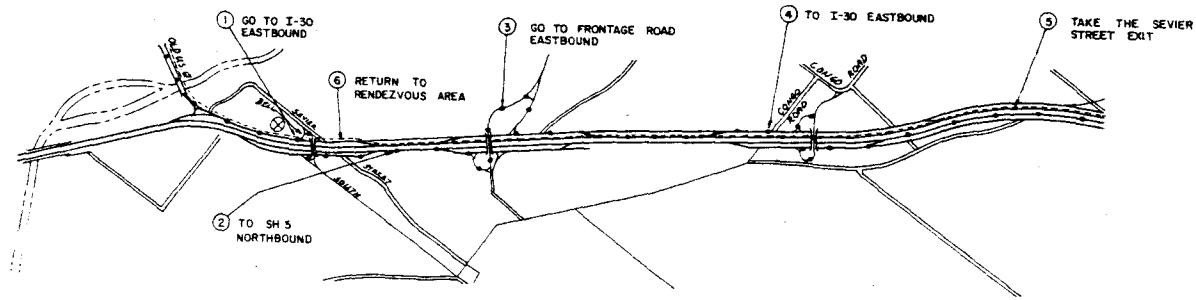 1 GO TO I-30
EASTBOUND
3 GO TO FRONTAGE ROAD
EASTBOUND
4 TO I-30 EASTBOUND
5 TAKE THE SEVIER
STREET EXIT
OLD US
6 RETURN TO
RENDEZVOUS AREA
SEVIER
STREET
SOUTH
CONGO ROAD
CONGO
ROAD
2 TO SH 5
NORTHBOUND